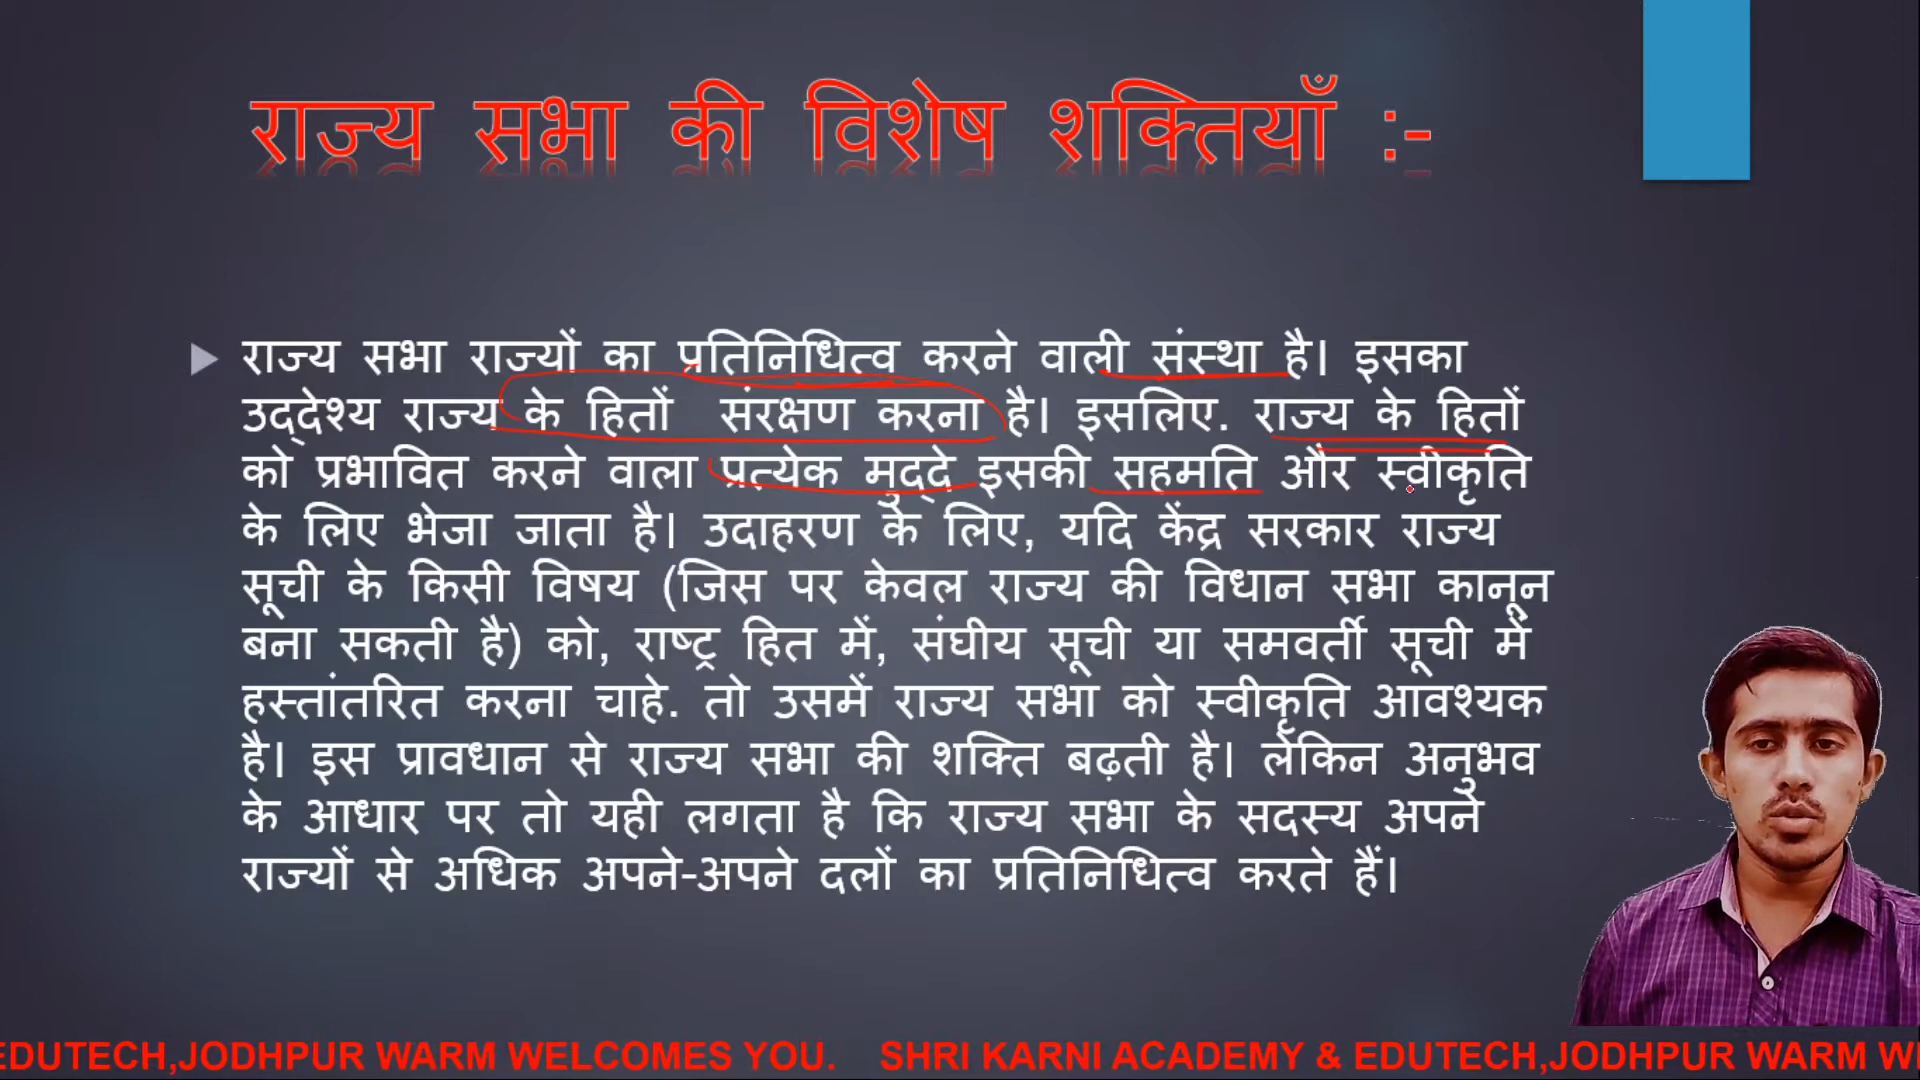 राज्य सभा की विशेष शक्तियाँ :-
राज्य सभा राज्यों का प्रतिनिधित्व करने वाली संस्था है। इसका
उद्देश्य राज्य के हितों संरक्षण करना है। इसलिए. राज्य के हितों
को प्रभावित करने वाला प्रत्येक मुद्दे इसकी सहमति और स्वीकृति
के लिए भेजा जाता है। उदाहरण के लिए, यदि केंद्र सरकार राज्य
सूची के किसी विषय (जिस पर केवल राज्य की विधान सभा कानून
बना सकती है) को, राष्ट्र हित में, संघीय सूची या समवर्ती सूची में
हस्तांतरित करना चाहे. तो उसमें राज्य सभा को स्वीकृति आवश्यक
है। इस प्रावधान से राज्य सभा की शक्ति बढ़ती है। लेकिन अनुभव
के आधार पर तो यही लगता है कि राज्य सभा के सदस्य अपने
राज्यों से अधिक अपने-अपने दलों का प्रतिनिधित्व करते हैं।
EDUTECH,JODHPUR WARM WELCOMES YOU. SHRI KARNI ACADEMY & EDUTECH,JODHPUR WARM